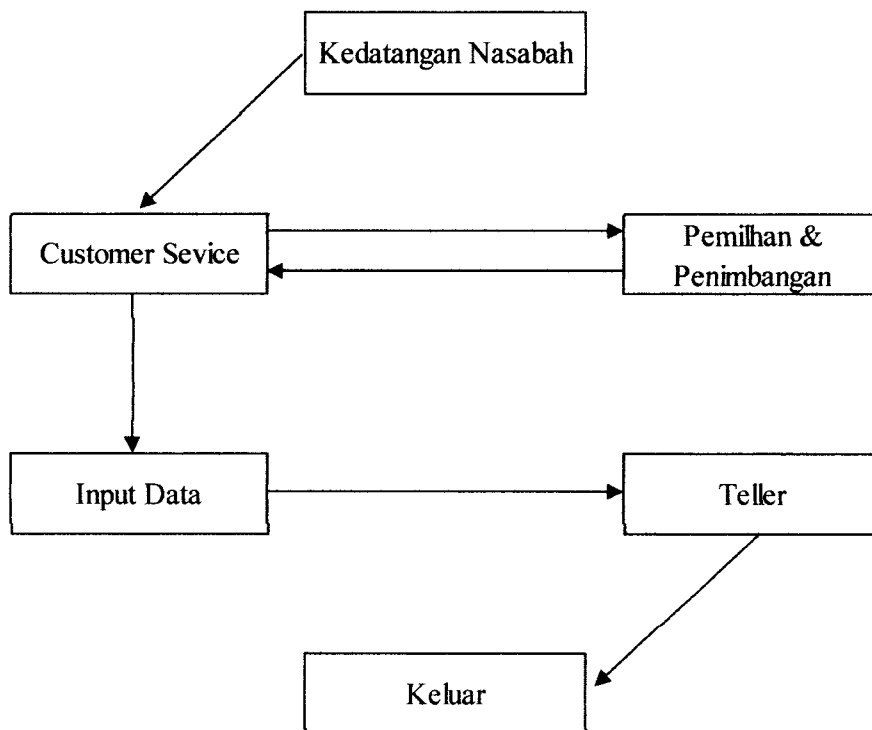 Kedatangan Nasabah
Customer Sevice
Pemilhan &
Penimbangan
Input Data
Teller
Keluar